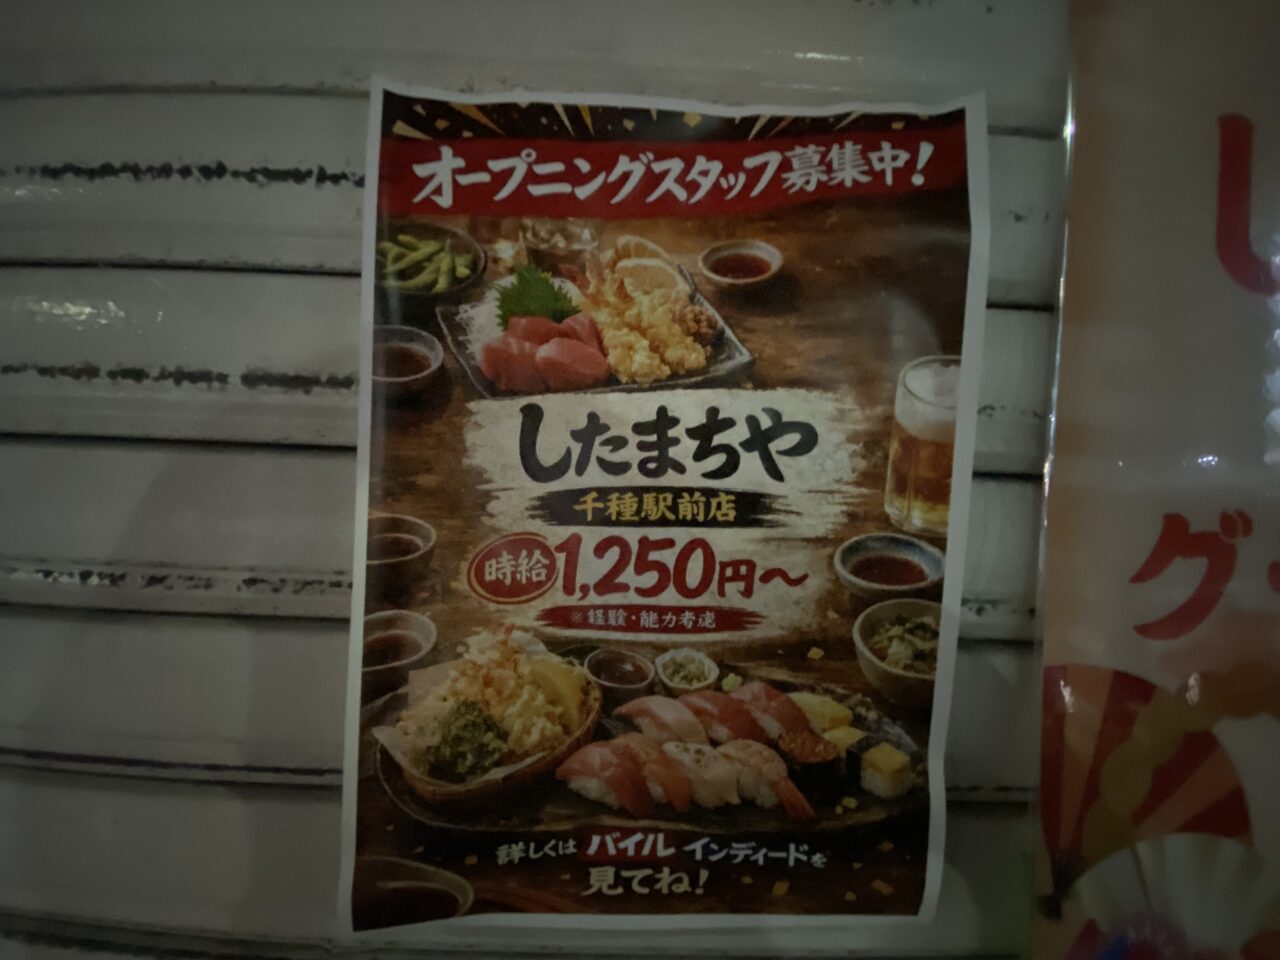 オープニングスタッフ募集中!
したまちや
千種駅前店
時給1,250円〜
※経験・能力考慮
詳しくは バイル インディードを
見てね!
し
グ